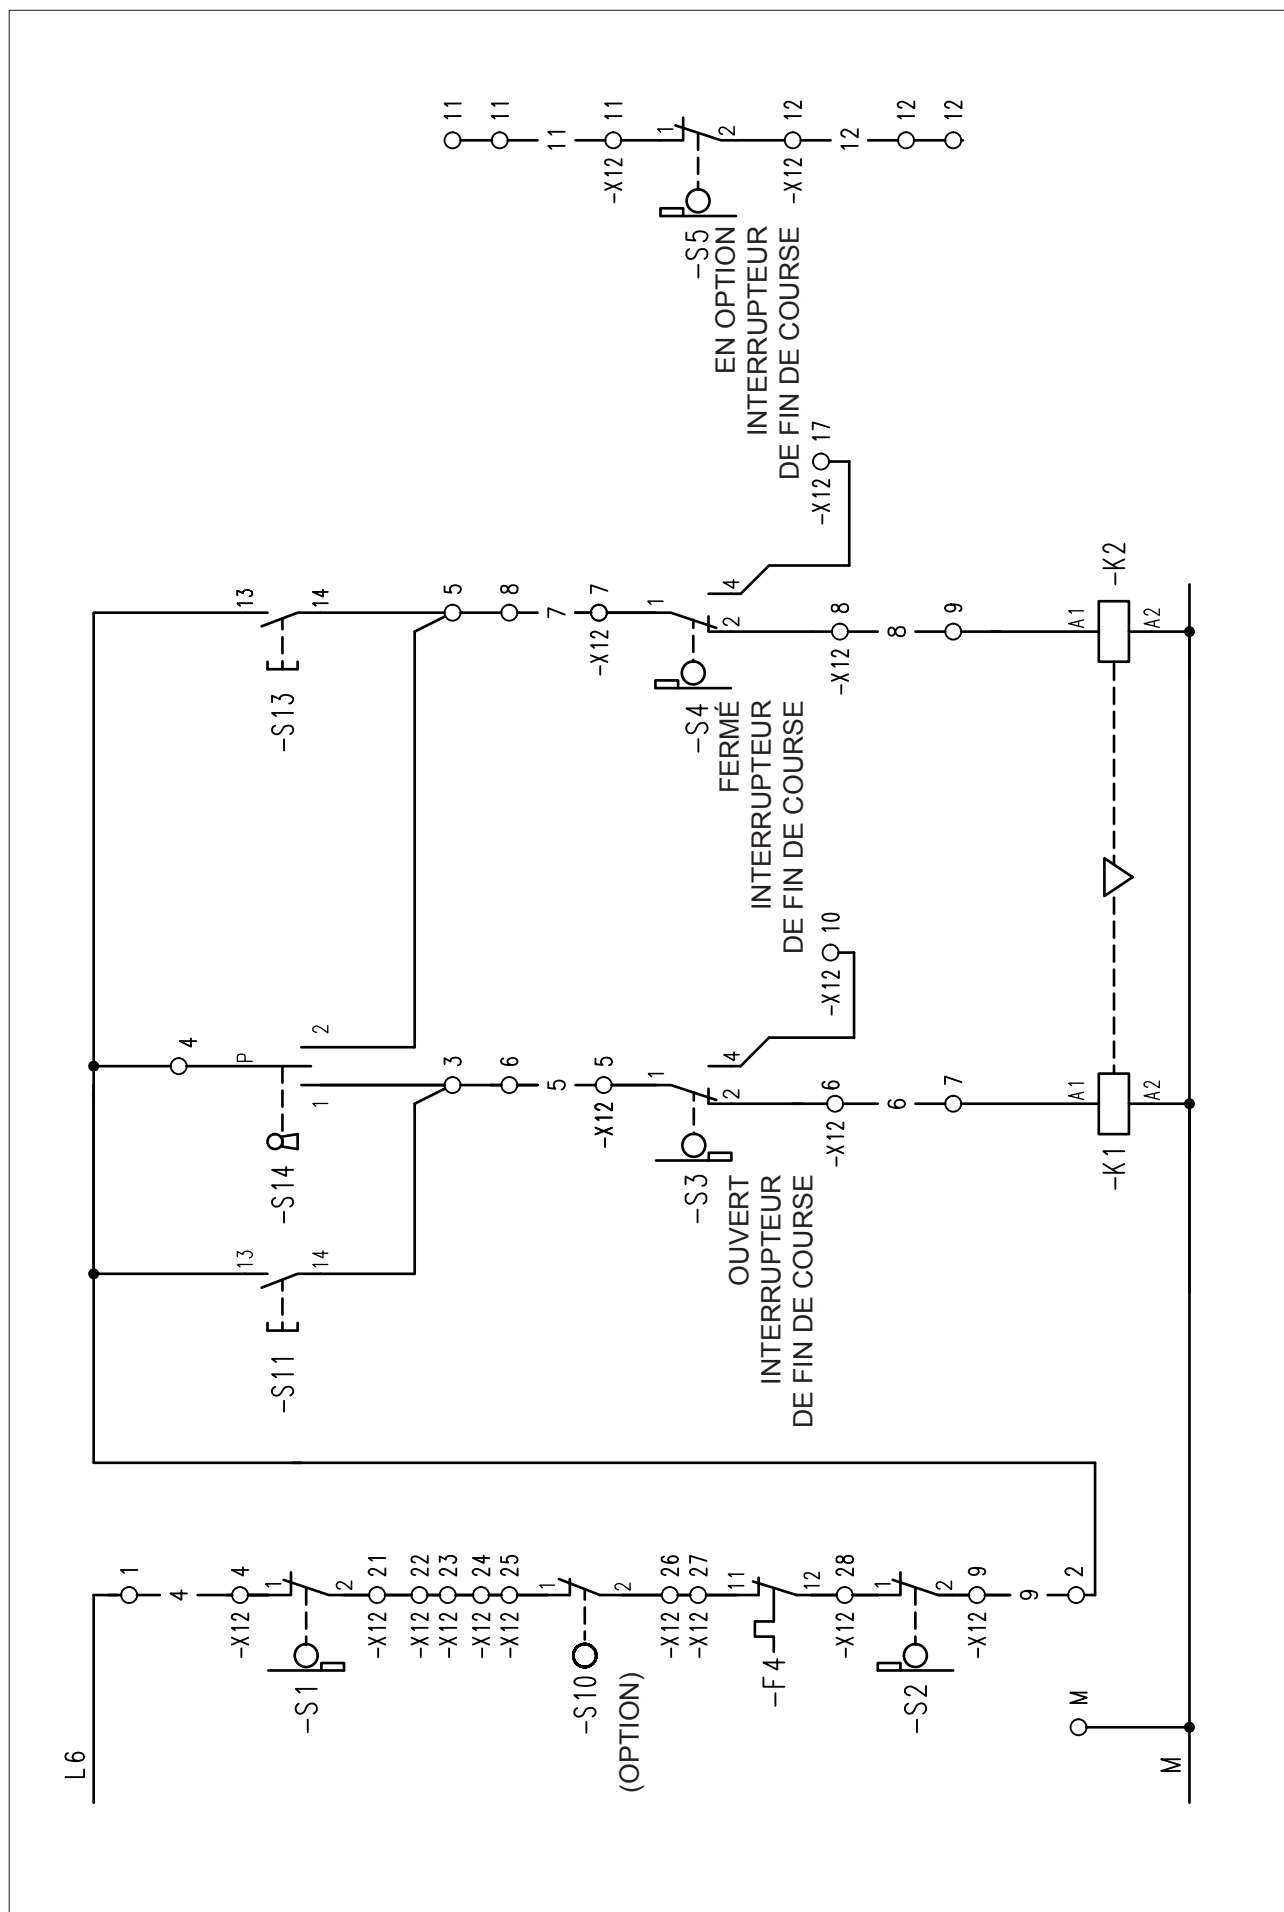 L6
1
4
-X12 4
1
2
-S1
-X12 21
-X12 22
-X12 23
-X12 24
-X12 25
1
2
-S10
(OPTION)
-X12 26
-X12 27
11
12
-F4
-X12 28
1
2
-S2
-X12 9
9
2
M
M
13
14
-S11
4
P
1
2
-S14
3
6
5
-X12 5
1
2
4
-S3
OUVERT
INTERRUPTEUR
DE FIN DE COURSE
-X12 10
-X12 6
6
7
A1
A2
-K1
13
14
-S13
5
8
7
-X12 7
1
2
4
-S4
FERMÉ
INTERRUPTEUR
DE FIN DE COURSE
-X12 17
-X12 8
8
9
A1
A2
-K2
11
11
11
-X12 11
1
2
-S5
EN OPTION
INTERRUPTEUR
DE FIN DE COURSE
-X12 12
12
12
12